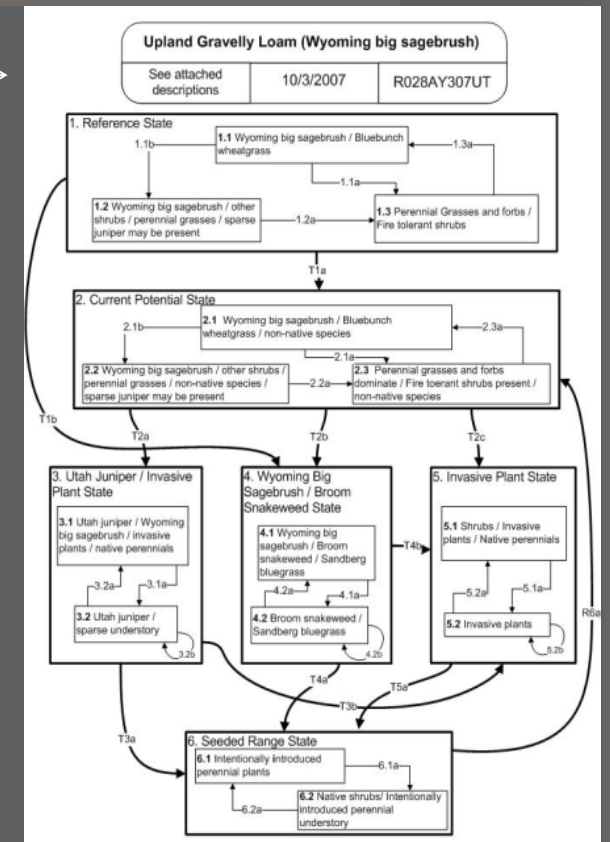 Upland Gravelly Loam (Wyoming big sagebrush)
See attached
descriptions
10/3/2007
R028AY307UT
1. Reference State
1.1 Wyoming big sagebrush / Bluebunch
wheatgrass
1.1b
1.3a
1.1a
1.2 Wyoming big sagebrush / other
shrubs / perennial grasses / sparse
juniper may be present
1.2a
1.3 Perennial Grasses and forbs /
Fire tolerant shrubs
T1a
2. Current Potential State
2.1 Wyoming big sagebrush / Bluebunch
wheatgrass / non-native species
2.1b
2.3a
2.1a
2.2 Wyoming big sagebrush / other shrubs /
perennial grasses / non-native species /
sparse juniper may be present
2.2a
2.3 Perennial grasses and forbs
dominate / Fire toerant shrubs present /
non-native species
T1b
T2a
T2b
T2c
3. Utah Juniper / Invasive
Plant State
3.1 Utah juniper / Wyoming
big sagebrush / invasive
plants / native perennials
3.2a
3.1a
3.2 Utah juniper /
sparse understory
3.2b
4. Wyoming Big
Sagebrush / Broom
Snakeweed State
4.1 Wyoming big
sagebrush / Broom
snakeweed / Sandberg
bluegrass
4.2a
4.1a
4.2 Broom snakeweed /
Sandberg bluegrass
4.2b
T4b
5. Invasive Plant State
5.1 Shrubs / Invasive
plants / Native perennials
5.2a
5.1a
5.2 Invasive plants
5.2b
R6a
T4a
T5a
T3b
T3a
6. Seeded Range State
6.1 Intentionally introduced
perennial plants
6.1a
6.2a
6.2 Native shrubs/ Intentionally
introduced perennial
understory